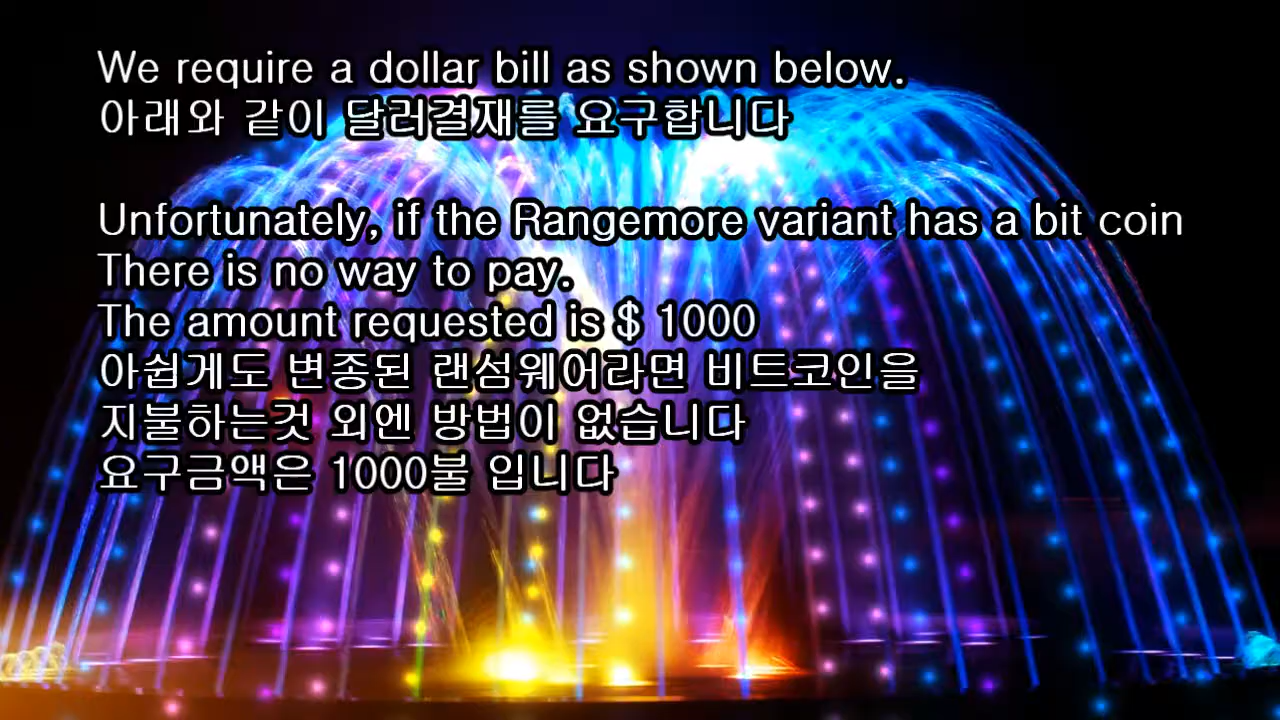 We require a dollar bill as shown below.
아래와 같이 달러결재를 요구합니다
Unfortunately, if the Rangemore variant has a bit coin
There is no way to pay.
The amount requested is $ 1000
아쉽게도 변종된 랜섬웨어라면 비트코인을
지불하는것 외엔 방법이 없습니다
요구금액은 1000불 입니다